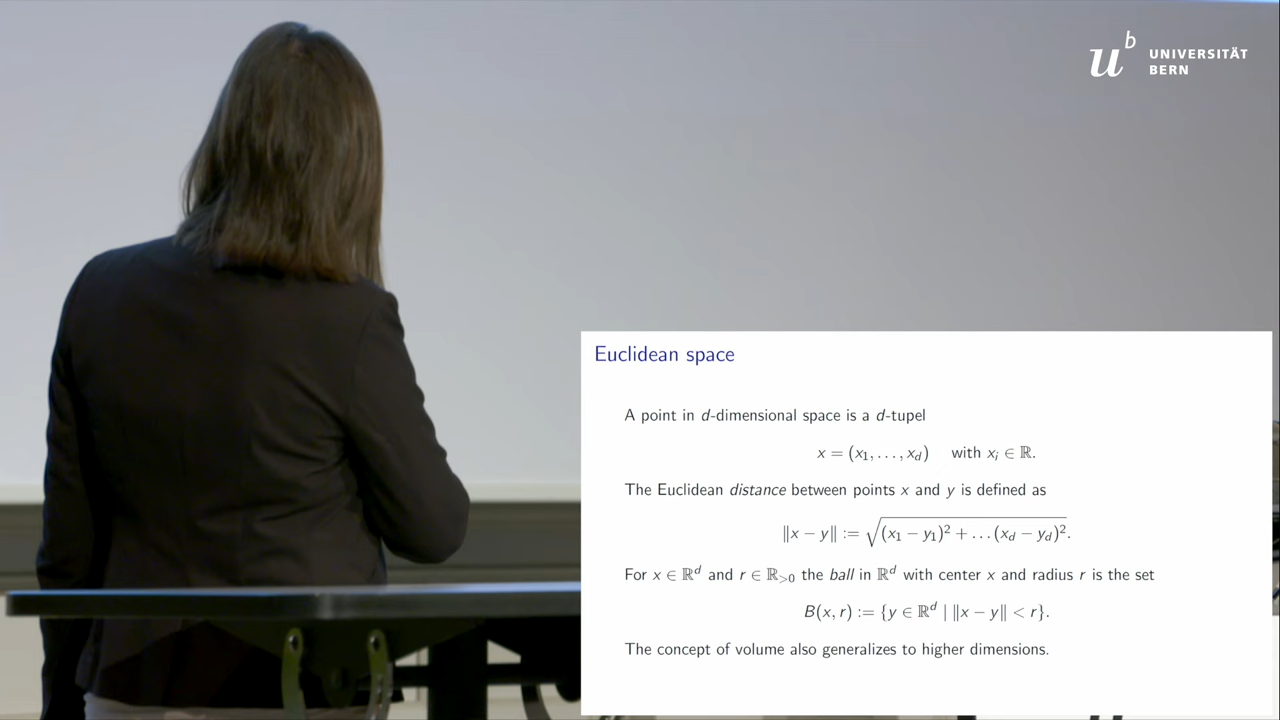 u b UNIVERSITÄT
BERN
Euclidean space
A point in d-dimensional space is a d-tupel
x = (x₁, . . . , x_d) with x_i ∈ ℝ.
The Euclidean distance between points x and y is defined as
‖x − y‖ := √(x₁ − y₁)² + . . . (x_d − y_d)².
For x ∈ ℝ^d and r ∈ ℝ_{>0} the ball in ℝ^d with center x and radius r is the set
B(x, r) := {y ∈ ℝ^d | ‖x − y‖ < r}.
The concept of volume also generalizes to higher dimensions.